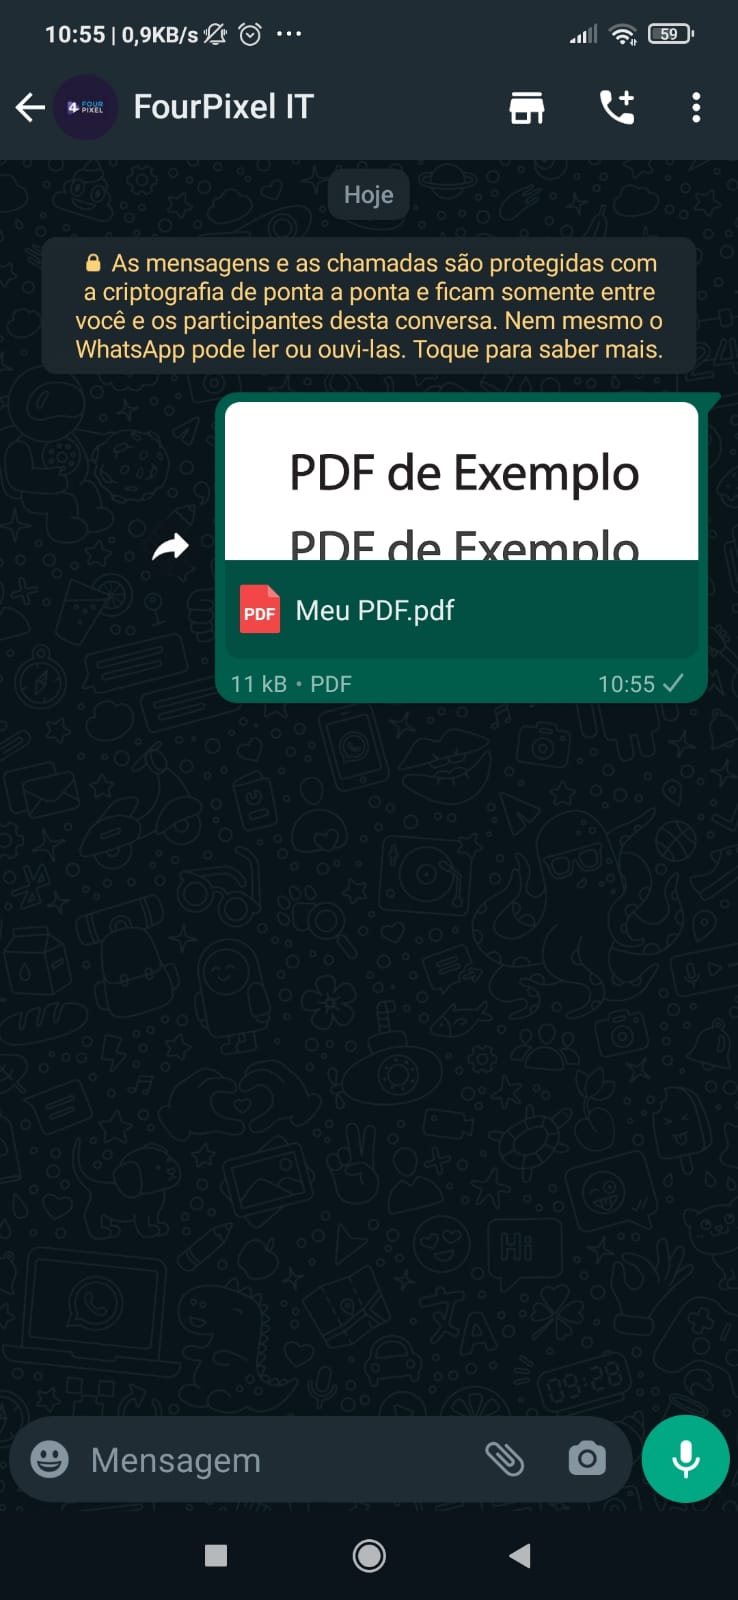 10:55 | 0,9KB/s
59
4 FOUR PIXEL
FourPixel IT
Hoje
As mensagens e as chamadas são protegidas com
a criptografia de ponta a ponta e ficam somente entre
você e os participantes desta conversa. Nem mesmo o
WhatsApp pode ler ou ouvi-las. Toque para saber mais.
PDF de Exemplo
PDF de Exemplo
PDF Meu PDF.pdf
11 kB • PDF 10:55
Hi
09:28
Mensagem